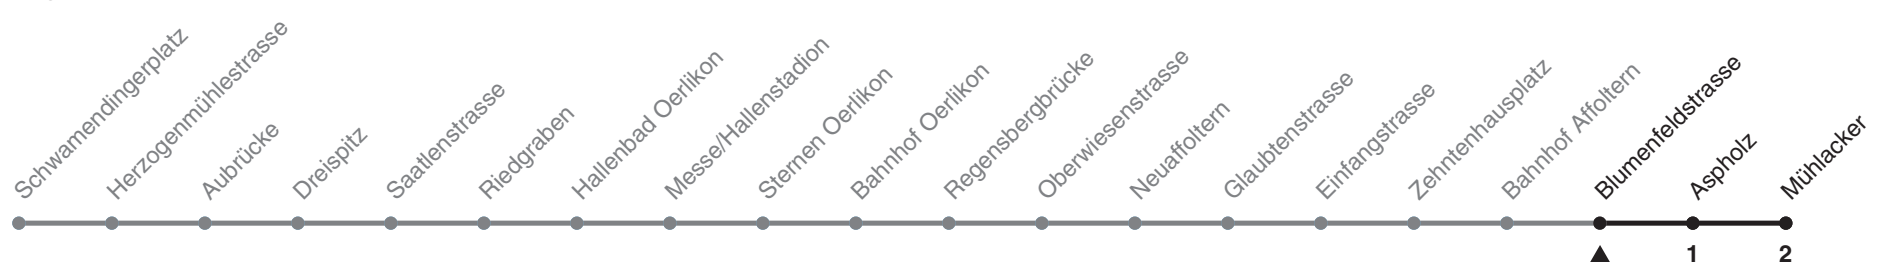 Schwamendingerplatz
Herzogenmühlestrasse
Aubrücke
Dreispitz
Saatlenstrasse
Riedgraben
Hallenbad Oerlikon
Messe/Hallenstadion
Sternen Oerlikon
Bahnhof Oerlikon
Regensbergbrücke
Oberwiesenstrasse
Neuaffoltern
Glaubtenstrasse
Einfangstrasse
Zehntenhausplatz
Bahnhof Affoltern
Blumenfeldstrasse
Aspholz
Mühlacker
1
2